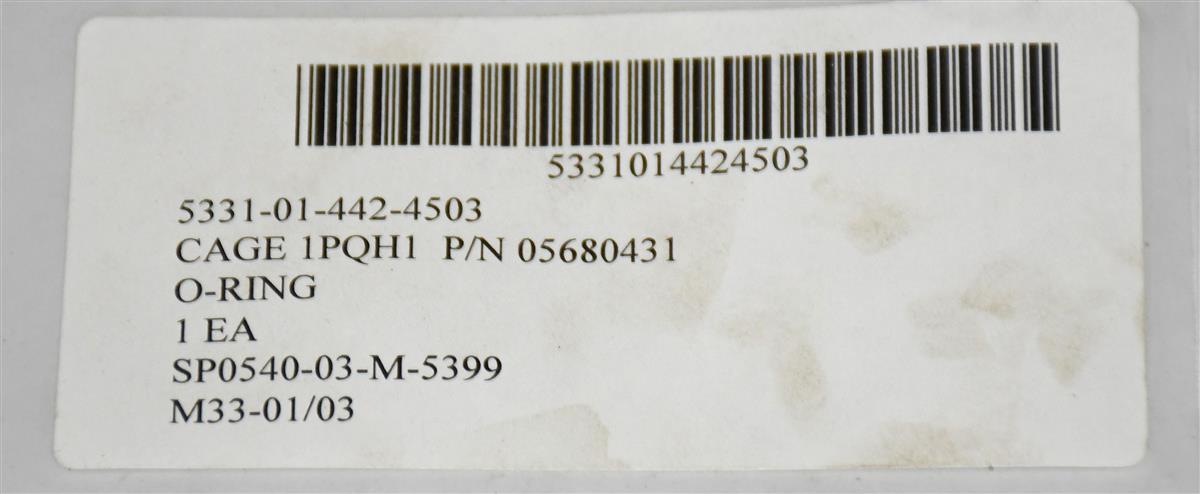 5331014424503
5331-01-442-4503
CAGE 1PQH1 P/N 05680431
O-RING
1 EA
SP0540-03-M-5399
M33-01/03